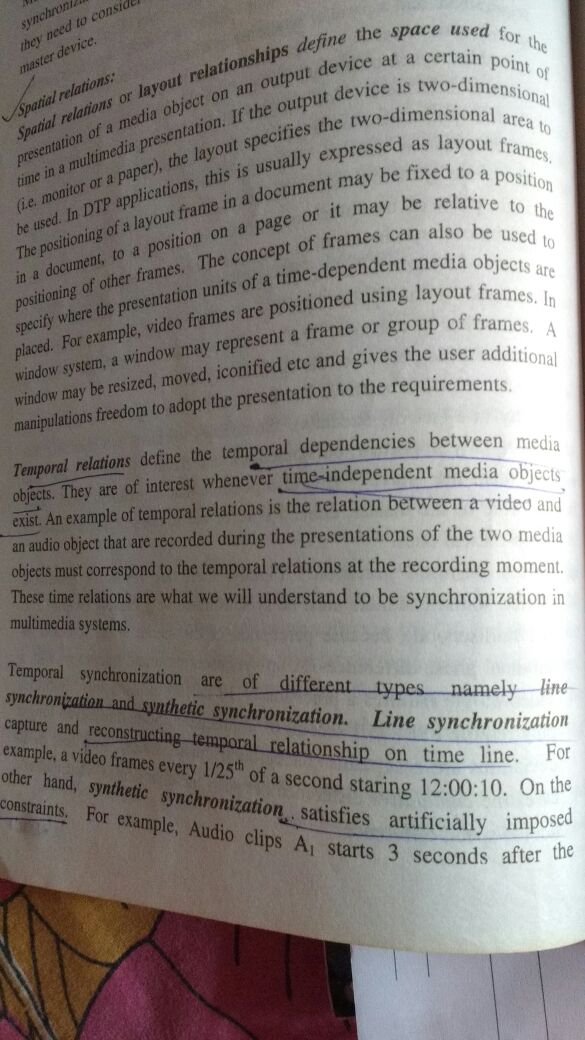 synchroniz
they need to consider
master device.
Spatial relations:
Spatial relations or layout relationships define the space used for the
presentation of a media object on an output device at a certain point of
time in a multimedia presentation. If the output device is two-dimensional
(i.e. monitor or a paper), the layout specifies the two-dimensional area to
be used. In DTP applications, this is usually expressed as layout frames.
The positioning of a layout frame in a document may be fixed to a position
in a document, to a position on a page or it may be relative to the
positioning of other frames. The concept of frames can also be used to
specify where the presentation units of a time-dependent media objects are
placed. For example, video frames are positioned using layout frames. In
window system, a window may represent a frame or group of frames. A
window may be resized, moved, iconified etc and gives the user additional
manipulations freedom to adopt the presentation to the requirements.
Temporal relations define the temporal dependencies between media
objects. They are of interest whenever time-independent media objects
exist. An example of temporal relations is the relation between a video and
an audio object that are recorded during the presentations of the two media
objects must correspond to the temporal relations at the recording moment.
These time relations are what we will understand to be synchronization in
multimedia systems.
Temporal synchronization are of different types namely line
synchronization and synthetic synchronization. Line synchronization
capture and reconstructing temporal relationship on time line. For
example, a video frames every 1/25th of a second staring 12:00:10. On the
other hand, synthetic synchronization, satisfies artificially imposed
constraints. For example, Audio clips A1 starts 3 seconds after the